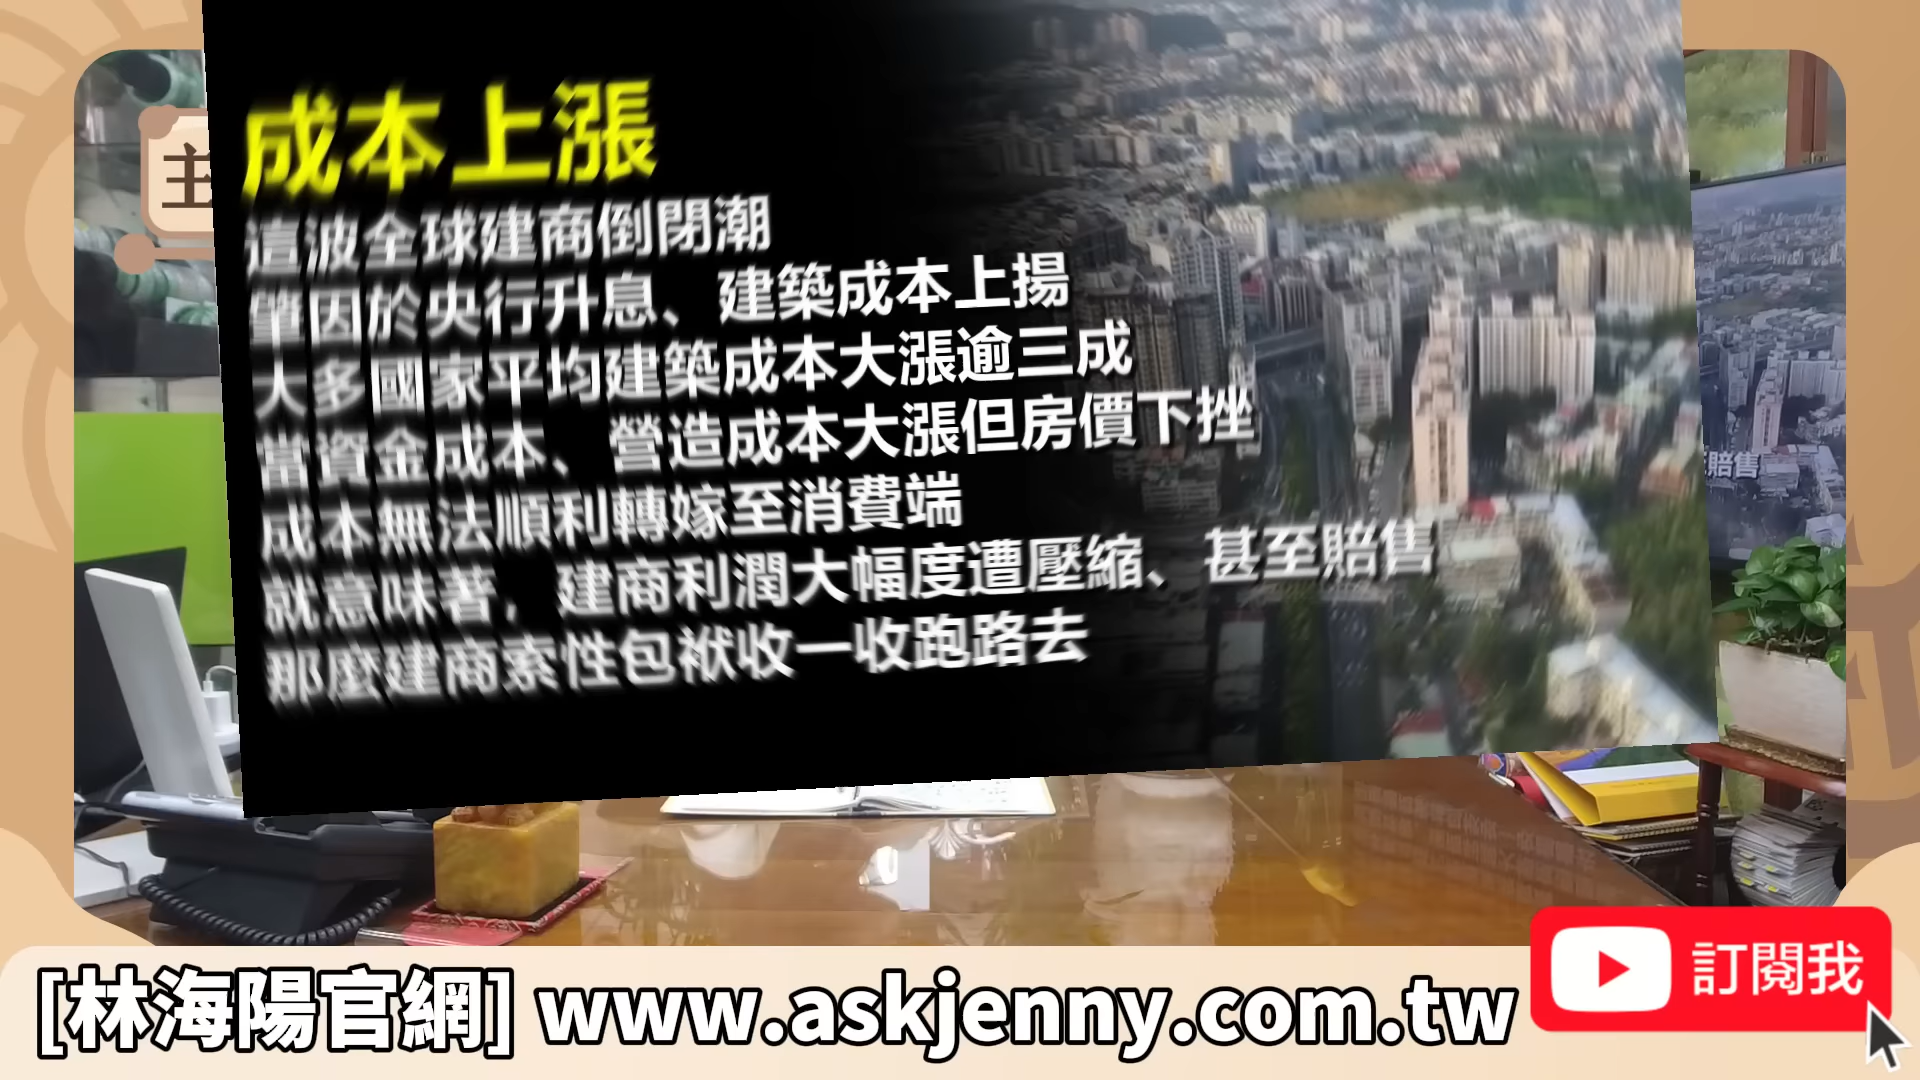 主
成本上漲
這波全球建商倒閉潮
肇因於央行升息、建築成本上揚
大多國家平均建築成本大漲逾三成
當資金成本、營造成本大漲但房價下挫
成本無法順利轉嫁至消費端
就意味著，建商利潤大幅度遭壓縮、甚至賠售
那麼建商索性包袱收一收跑路去
賠售
[林海陽官網] www.askjenny.com.tw
訂閱我